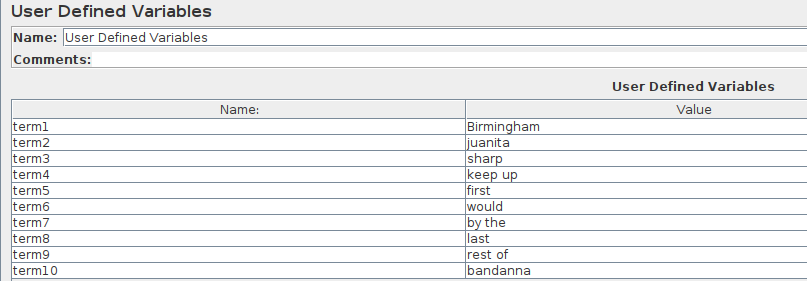 User Defined Variables
Name: User Defined Variables
Comments:
User Defined Variables
Name: Value
term1 Birmingham
term2 juanita
term3 sharp
term4 keep up
term5 first
term6 would
term7 by the
term8 last
term9 rest of
term10 bandanna